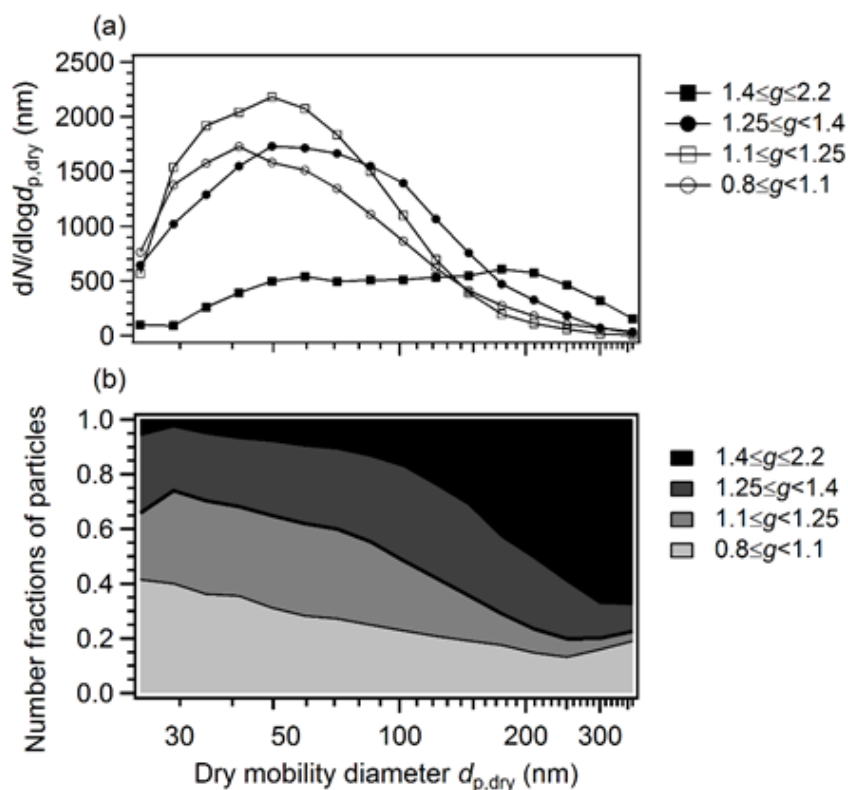 (a)
dN/dlogd_p,dry (nm)
2500
2000
1500
1000
500
0
1.4≤g≤2.2
1.25≤g<1.4
1.1≤g<1.25
0.8≤g<1.1
(b)
Number fractions of particles
1.0
0.8
0.6
0.4
0.2
0.0
1.4≤g≤2.2
1.25≤g<1.4
1.1≤g<1.25
0.8≤g<1.1
30 50 100 200 300
Dry mobility diameter d_p,dry (nm)